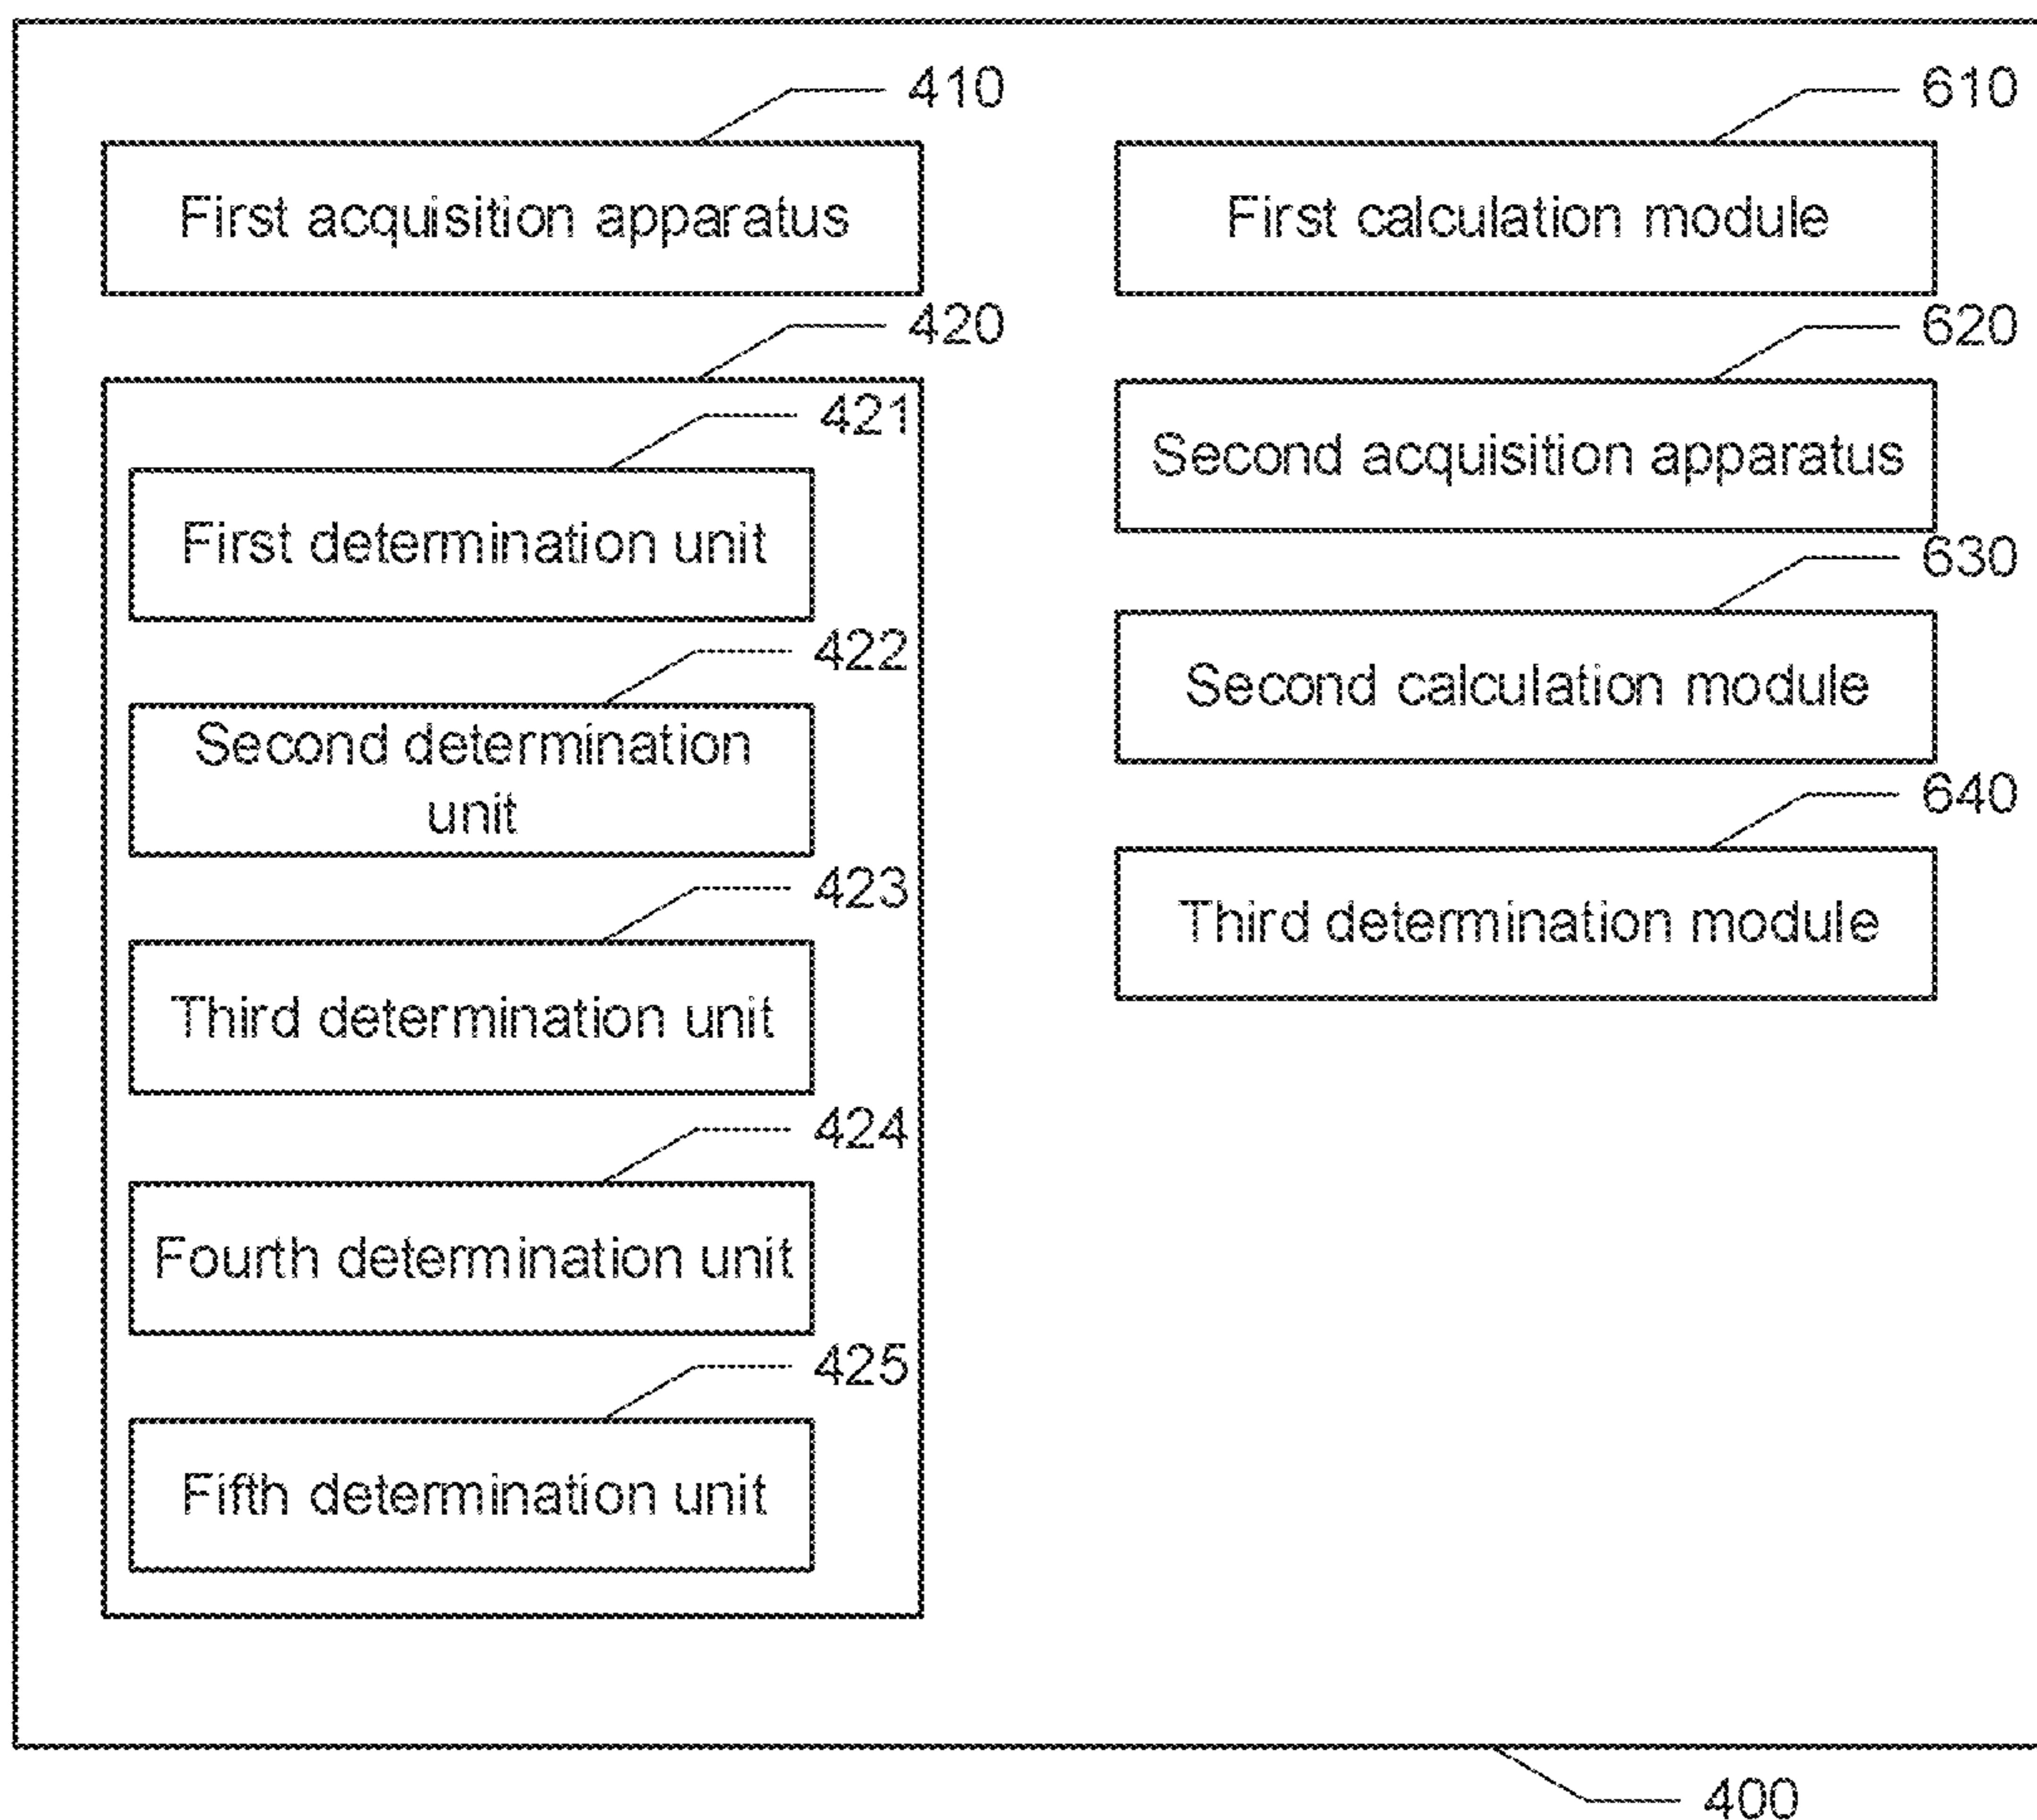 410
First acquisition apparatus
420
421
First determination unit
422
Second determination
unit
423
Third determination unit
424
Fourth determination unit
425
Fifth determination unit
610
First calculation module
620
Second acquisition apparatus
630
Second calculation module
640
Third determination module
400